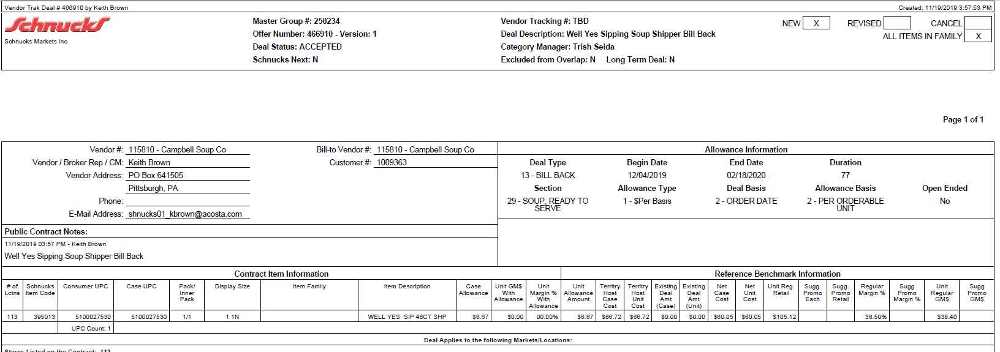 Vendor Trak Deal # 466910 by Keith Brown Created: 11/19/2019 3:57:53 PM
Schnucks
Schnucks Markets Inc
Master Group #: 250234 Vendor Tracking #: TBD NEW X REVISED CANCEL
Offer Number: 466910 - Version: 1 Deal Description: Well Yes Sipping Soup Shipper Bill Back ALL ITEMS IN FAMILY X
Deal Status: ACCEPTED Category Manager: Trish Seida
Schnucks Next: N Excluded from Overlap: N Long Term Deal: N
Page 1 of 1
Vendor #: 115810 - Campbell Soup Co Bill-to Vendor #: 115810 - Campbell Soup Co
Vendor / Broker Rep / CM: Keith Brown Customer #: 1009363
Vendor Address: PO Box 641505
Pittsburgh, PA
Phone:
E-Mail Address: shnucks01_kbrown@acosta.com
Allowance Information
Deal Type Begin Date End Date Duration
13 - BILL BACK 12/04/2019 02/18/2020 77
Section Allowance Type Deal Basis Allowance Basis Open Ended
29 - SOUP, READY TO SERVE 1 - $Per Basis 2 - ORDER DATE 2 - PER ORDERABLE UNIT No
Public Contract Notes:
11/19/2019 03:57 PM - Keith Brown
Well Yes Sipping Soup Shipper Bill Back
Contract Item Information Reference Benchmark Information
# of Lctns Schnucks Item Code Consumer UPC Case UPC Pack/ Inner Pack Display Size Item Family Item Description Case Allowance Unit GM$ With Allowance Unit Margin % With Allowance Unit Allowance Amount Territry Host Case Cost Territry Host Unit Cost Existing Deal Amt (Case) Existing Deal Amt (Unit) Net Case Cost Net Unit Cost Unit Reg. Retail Sugg. Promo Each Sugg. Promo Retail Regular Margin % Sugg Promo Margin % Unit Regular GM$ Sugg Promo GM$
113 395013 5100027530 5100027530 1/1 1 1N WELL YES SIP 48CT SHP $6.67 $0.00 00.00% $6.67 $66.72 $66.72 $0.00 $0.00 $60.05 $60.05 $105.12 36.50% $38.40
UPC Count: 1
Deal Applies to the following Markets/Locations:
Stores Listed on the Contract: 113